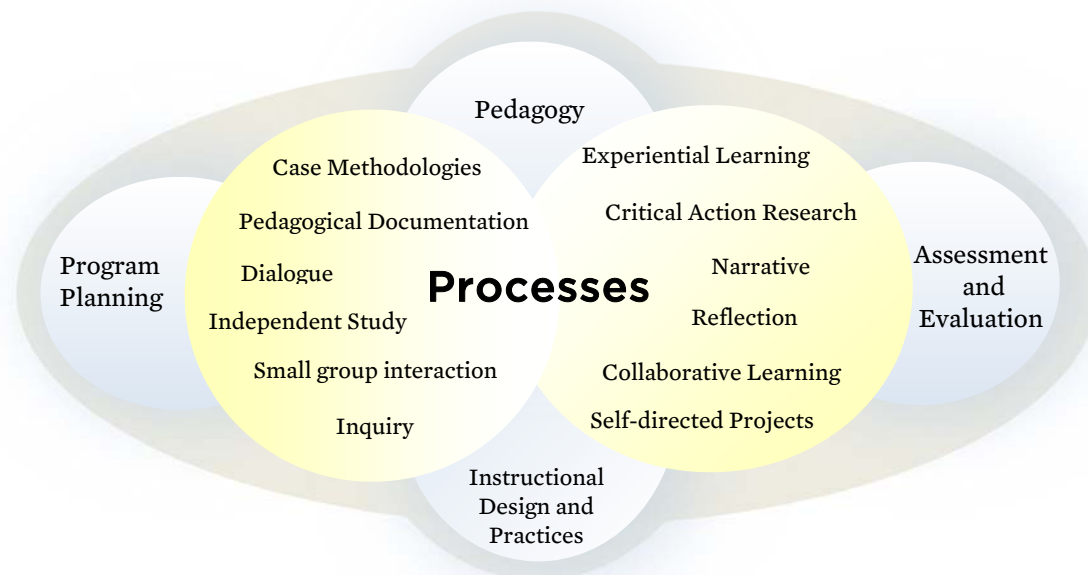 Pedagogy
Case Methodologies
Pedagogical Documentation
Dialogue
Independent Study
Small group interaction
Inquiry
Processes
Experiential Learning
Critical Action Research
Narrative
Reflection
Collaborative Learning
Self-directed Projects
Program
Planning
Assessment
and
Evaluation
Instructional
Design and
Practices